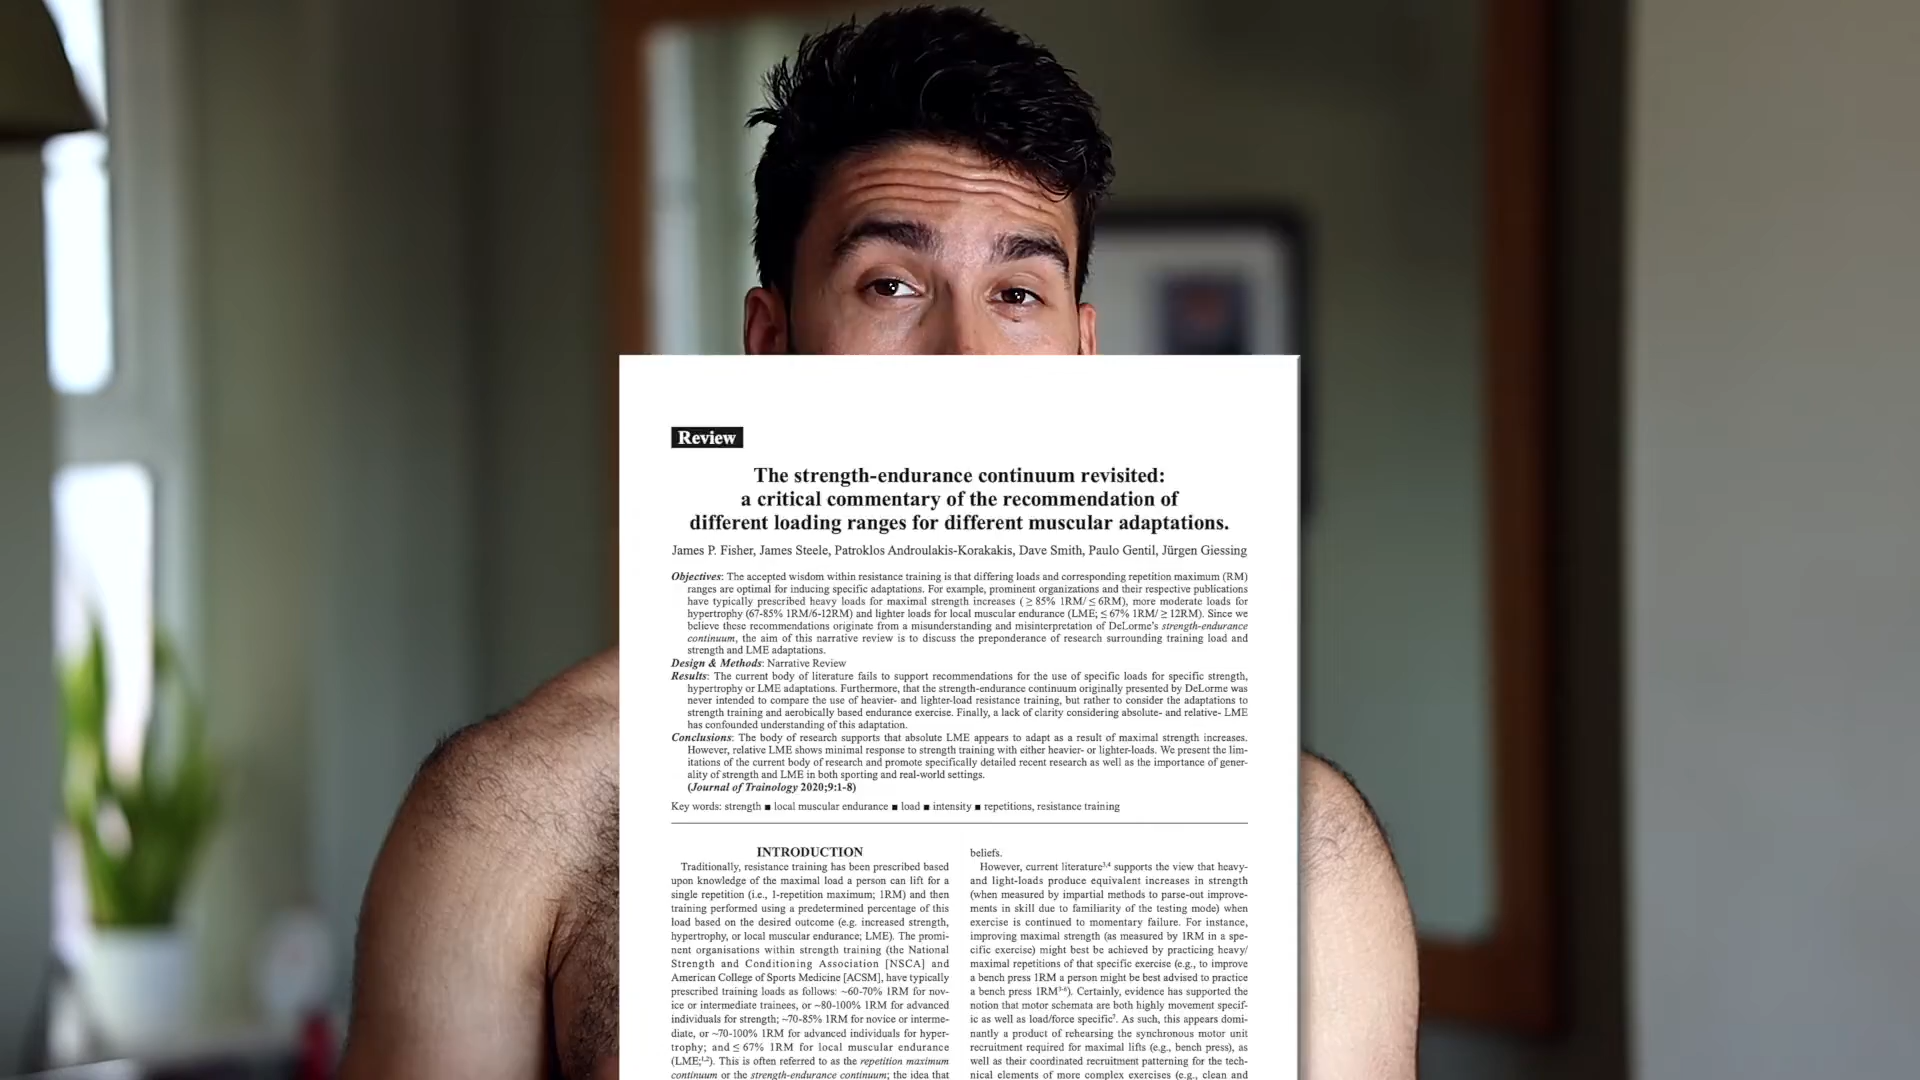 Review
The strength-endurance continuum revisited:
a critical commentary of the recommendation of
different loading ranges for different muscular adaptations.
James P. Fisher, James Steele, Patroklos Androulakis-Korakakis, Dave Smith, Paulo Gentil, Jürgen Giessing
Objectives: The accepted wisdom within resistance training is that differing loads and corresponding repetition maximum (RM)
ranges are optimal for inducing specific adaptations. For example, prominent organizations and their respective publications
have typically prescribed heavy loads for maximal strength increases (≥85% 1RM/≤6RM), more moderate loads for
hypertrophy (67-85% 1RM/6-12RM) and lighter loads for local muscular endurance (LME; ≤67% 1RM/≥12RM). Since we
believe these recommendations originate from a misunderstanding and misinterpretation of DeLorme's strength-endurance
continuum, the aim of this narrative review is to discuss the preponderance of research surrounding training load and
strength and LME adaptations.
Design & Methods: Narrative Review
Results: The current body of literature fails to support recommendations for the use of specific loads for specific strength,
hypertrophy or LME adaptations. Furthermore, that the strength-endurance continuum originally presented by DeLorme was
never intended to compare the use of heavier- and lighter-load resistance training, but rather to consider the adaptations to
strength training and aerobically based endurance exercise. Finally, a lack of clarity considering absolute- and relative- LME
has confounded understanding of this adaptation.
Conclusions: The body of research supports that absolute LME appears to adapt as a result of maximal strength increases.
However, relative LME shows minimal response to strength training with either heavier- or lighter-loads. We present the lim-
itations of the current body of research and promote specifically detailed recent research as well as the importance of gener-
ality of strength and LME in both sporting and real-world settings.
(Journal of Trainology 2020;9:1-8)
Key words: strength ■ local muscular endurance ■ load ■ intensity ■ repetitions, resistance training
INTRODUCTION
Traditionally, resistance training has been prescribed based
upon knowledge of the maximal load a person can lift for a
single repetition (i.e., 1-repetition maximum; 1RM) and then
training performed using a predetermined percentage of this
load based on the desired outcome (e.g. increased strength,
hypertrophy, or local muscular endurance; LME). The promi-
nent organisations within strength training (the National
Strength and Conditioning Association [NSCA] and
American College of Sports Medicine [ACSM], have typically
prescribed training loads as follows: ~60-70% 1RM for nov-
ice or intermediate trainees, or ~80-100% 1RM for advanced
individuals for strength; ~70-85% 1RM for novice or interme-
diate, or ~70-100% 1RM for advanced individuals for hyper-
trophy; and ≤ 67% 1RM for local muscular endurance
(LME;1,2). This is often referred to as the repetition maximum
continuum or the strength-endurance continuum; the idea that
beliefs.
However, current literature3,4 supports the view that heavy-
and light-loads produce equivalent increases in strength
(when measured by impartial methods to parse-out improve-
ments in skill due to familiarity of the testing mode) when
exercise is continued to momentary failure. For instance,
improving maximal strength (as measured by 1RM in a spe-
cific exercise) might best be achieved by practicing heavy/
maximal repetitions of that specific exercise (e.g., to improve
a bench press 1RM a person might be best advised to practice
a bench press 1RM3-6). Certainly, evidence has supported the
notion that motor schemata are both highly movement specif-
ic as well as load/force specific7. As such, this appears domi-
nantly a product of rehearsing the synchronous motor unit
recruitment required for maximal lifts (e.g., bench press), as
well as their coordinated recruitment patterning for the tech-
nical elements of more complex exercises (e.g., clean and